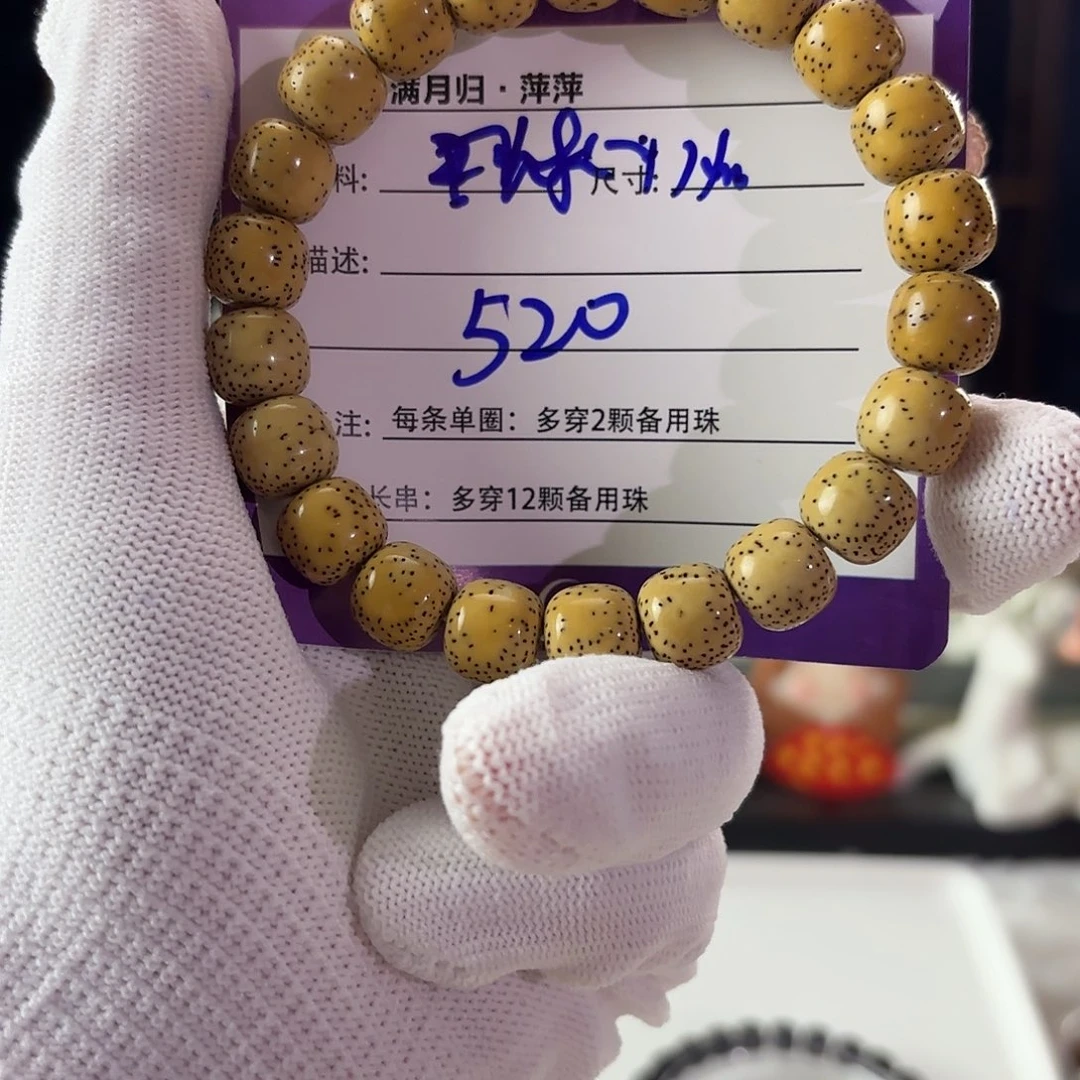 满月归·萍萍
料: 尺寸:
描述:
520
注: 每条单圈：多穿2颗备用珠
长串：多穿12颗备用珠